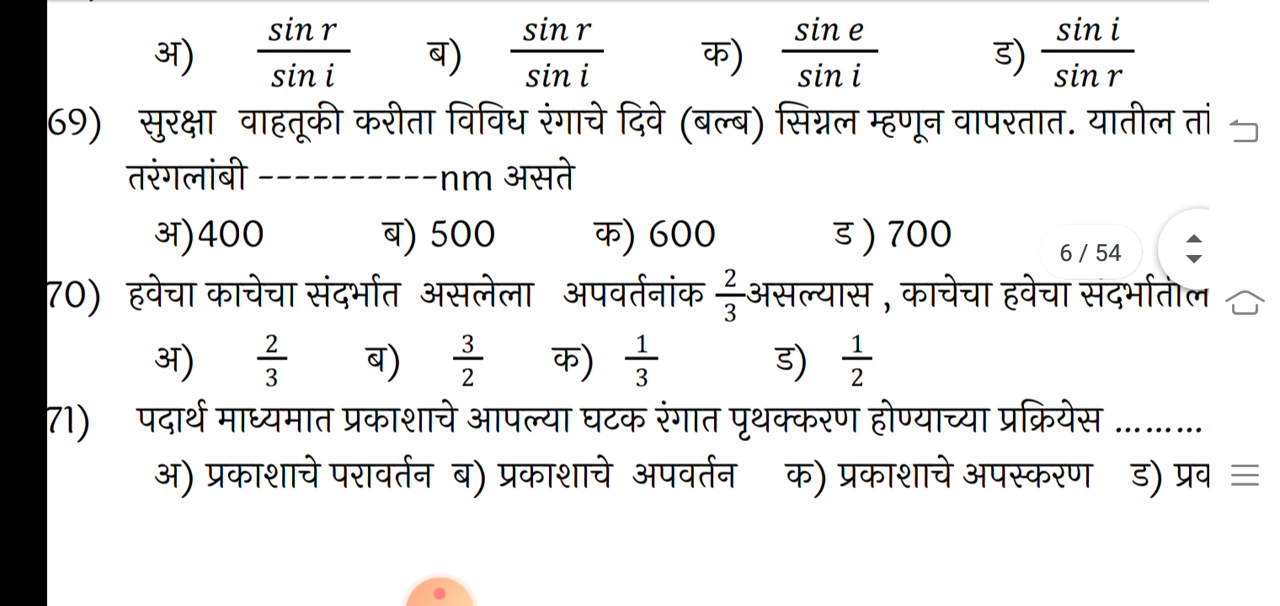 अ) sin r / sin i ब) sin r / sin i क) sin e / sin i ड) sin i / sin r
69) सुरक्षा वाहतूकी करीता विविध रंगाचे दिवे (बल्ब) सिग्नल म्हणून वापरतात. यातील तां
तरंगलांबी ----------nm असते
अ)400 ब) 500 क) 600 ड ) 700
6 / 54
70) हवेचा काचेचा संदर्भात असलेला अपवर्तनांक 2/3 असल्यास , काचेचा हवेचा संदर्भातील
अ) 2/3 ब) 3/2 क) 1/3 ड) 1/2
71) पदार्थ माध्यमात प्रकाशाचे आपल्या घटक रंगात पृथक्करण होण्याच्या प्रक्रियेस .........
अ) प्रकाशाचे परावर्तन ब) प्रकाशाचे अपवर्तन क) प्रकाशाचे अपस्करण ड)